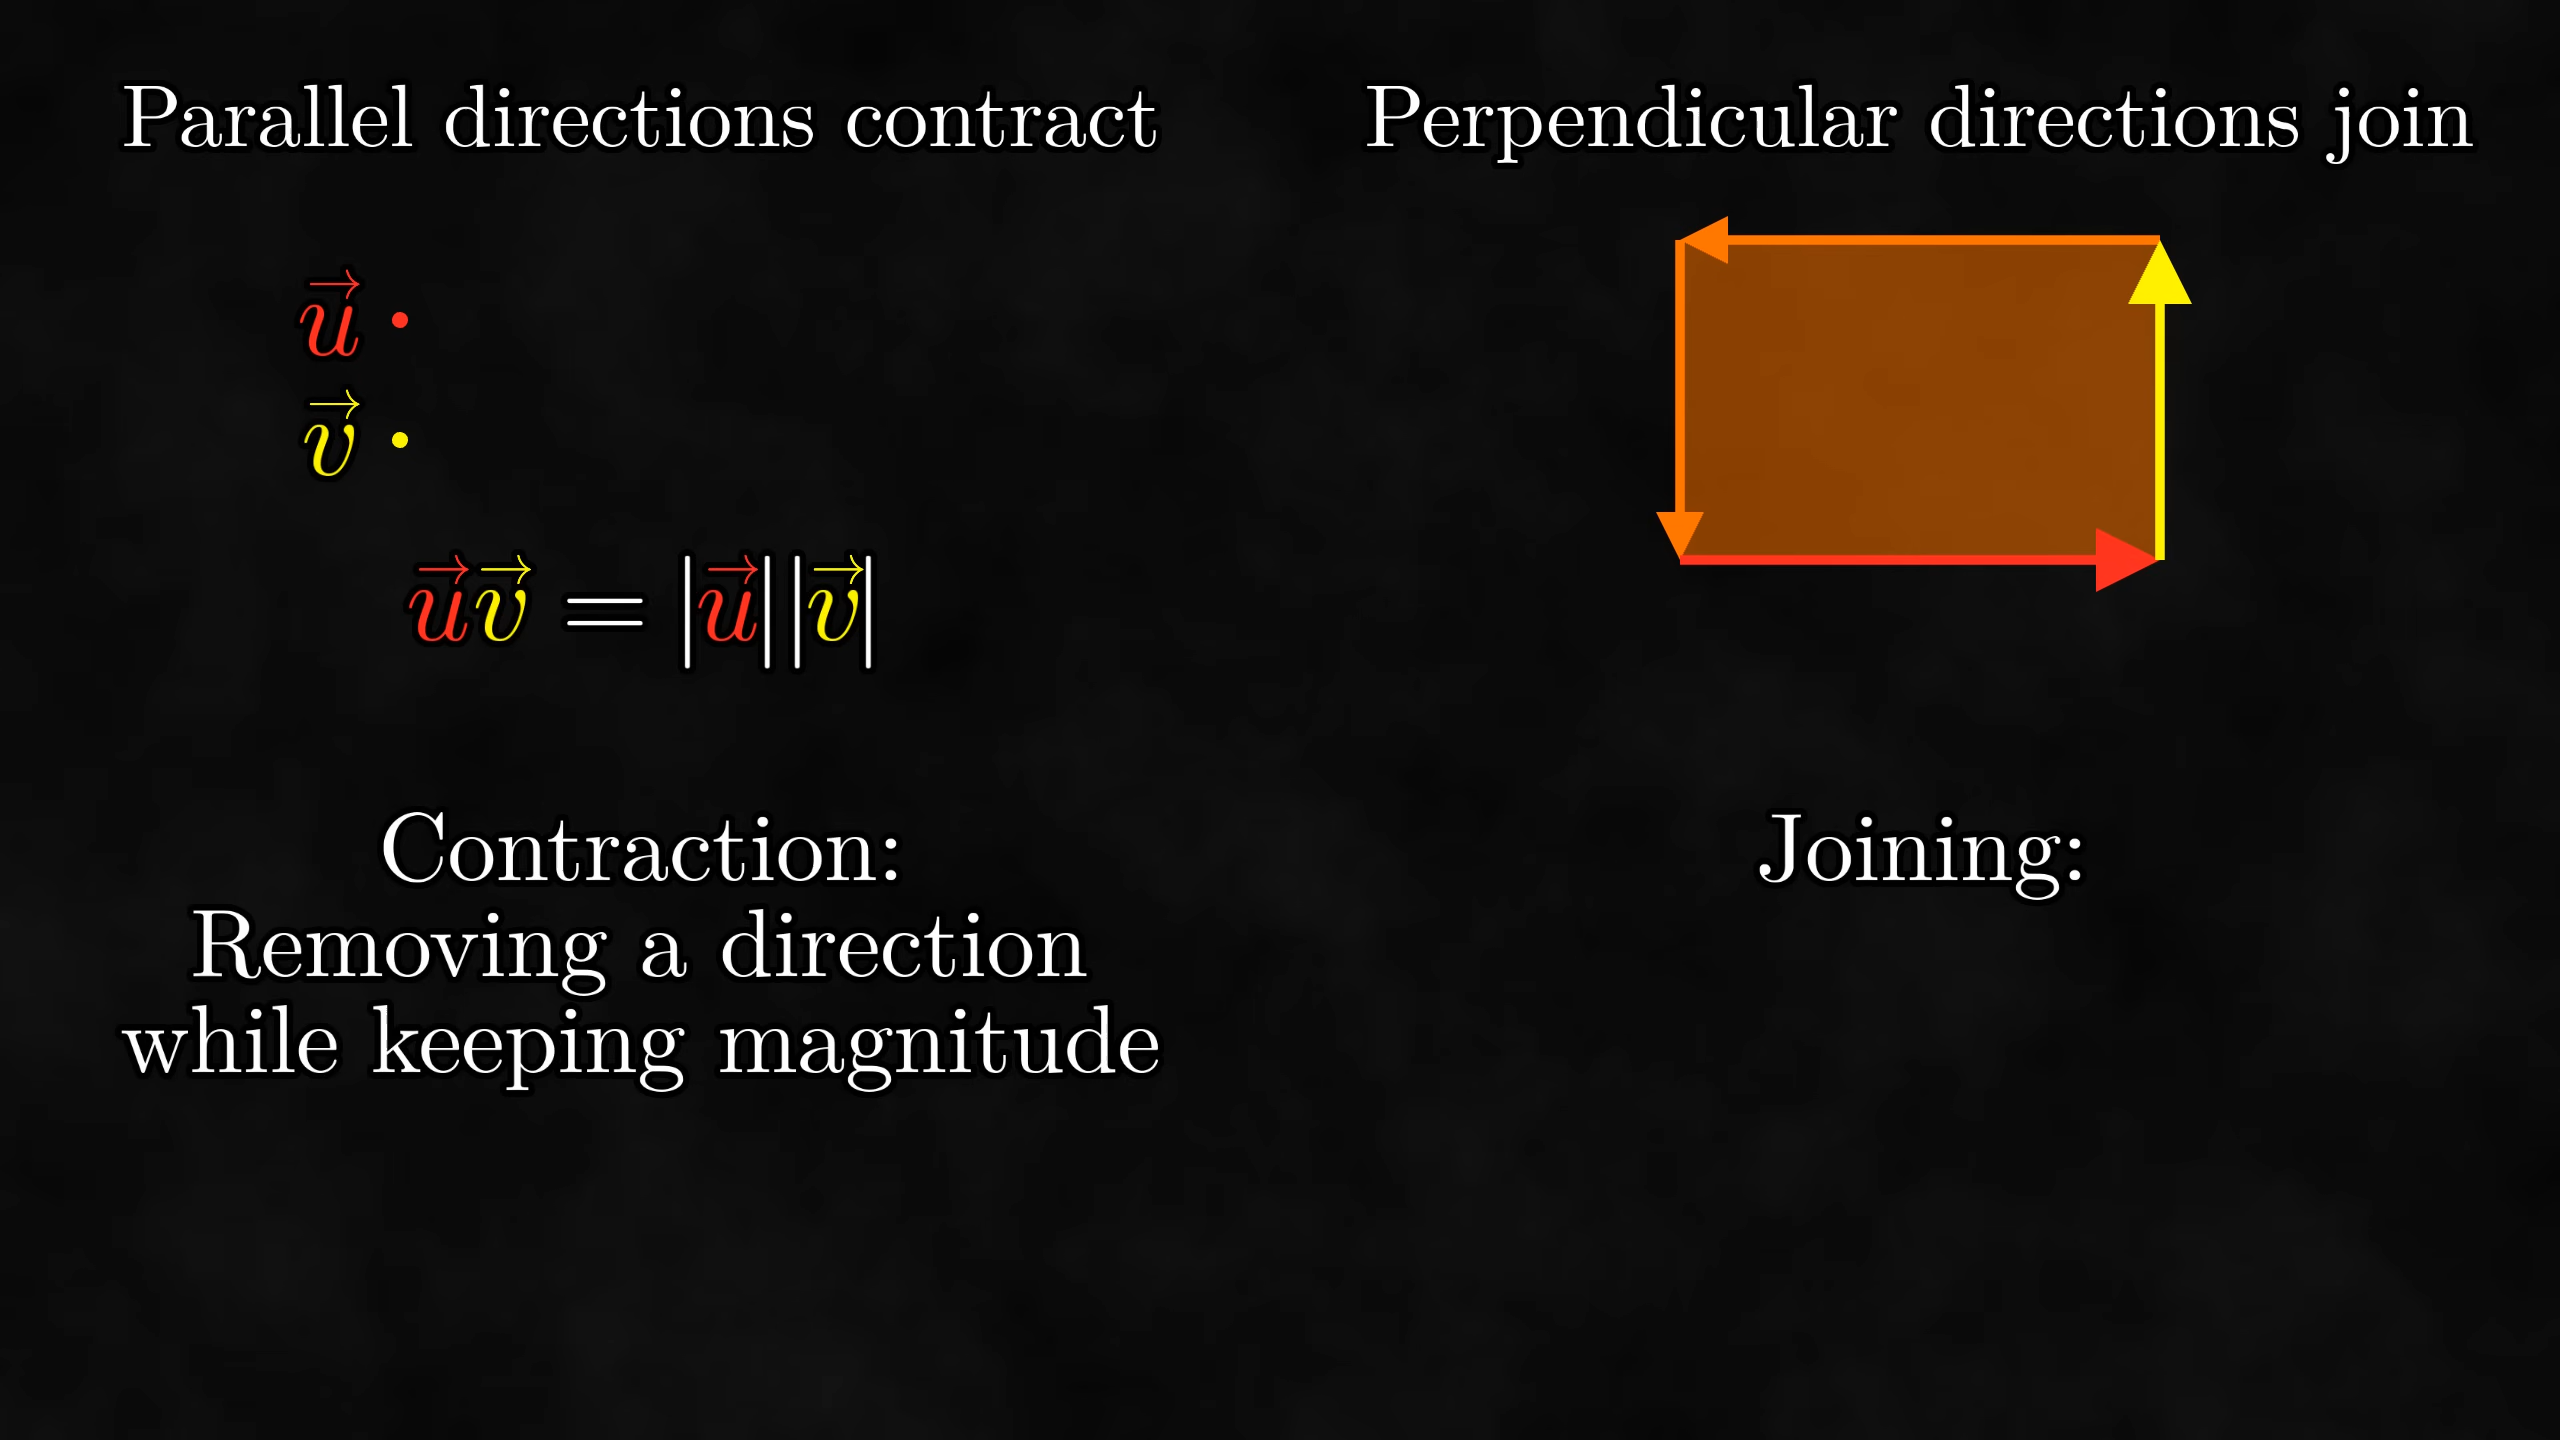 Parallel directions contract
Perpendicular directions join
u⃗
v⃗
u⃗v⃗ = |u⃗||v⃗|
Contraction:
Removing a direction
while keeping magnitude
Joining: